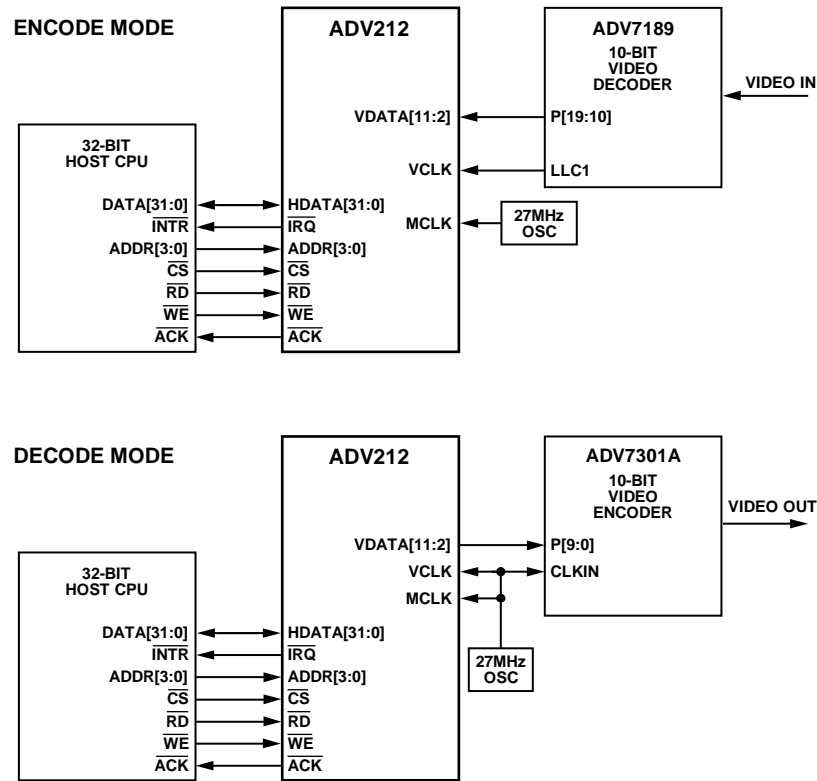 ENCODE MODE
ADV212
ADV7189
10-BIT
VIDEO
DECODER
VIDEO IN
VDATA[11:2]
P[19:10]
VCLK
LLC1
MCLK
27MHz
OSC
32-BIT
HOST CPU
DATA[31:0]
HDATA[31:0]
INTR
IRQ
ADDR[3:0]
ADDR[3:0]
CS
CS
RD
RD
WE
WE
ACK
ACK
DECODE MODE
ADV212
ADV7301A
10-BIT
VIDEO
ENCODER
VIDEO OUT
VDATA[11:2]
P[9:0]
VCLK
CLKIN
MCLK
27MHz
OSC
32-BIT
HOST CPU
DATA[31:0]
HDATA[31:0]
INTR
IRQ
ADDR[3:0]
ADDR[3:0]
CS
CS
RD
RD
WE
WE
ACK
ACK